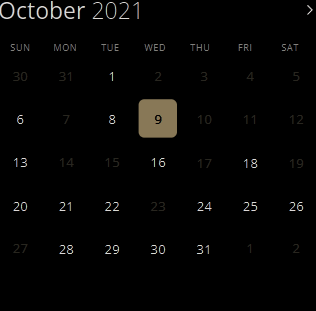 October 2021
SUN MON TUE WED THU FRI SAT
30 31 1 2 3 4 5
6 7 8 9 10 11 12
13 14 15 16 17 18 19
20 21 22 23 24 25 26
27 28 29 30 31 1 2